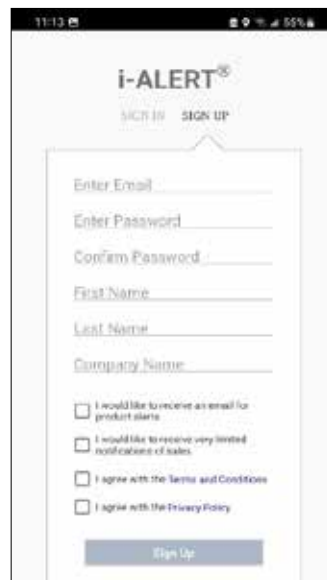 11:13
55%
i-ALERT®
SIGN IN SIGN UP
Enter Email
Enter Password
Confirm Password
First Name
Last Name
Company Name
I would like to receive an email for
product alerts
I would like to receive very limited
notifications of sales
I agree with the Terms and Conditions
I agree with the Privacy Policy
Sign Up